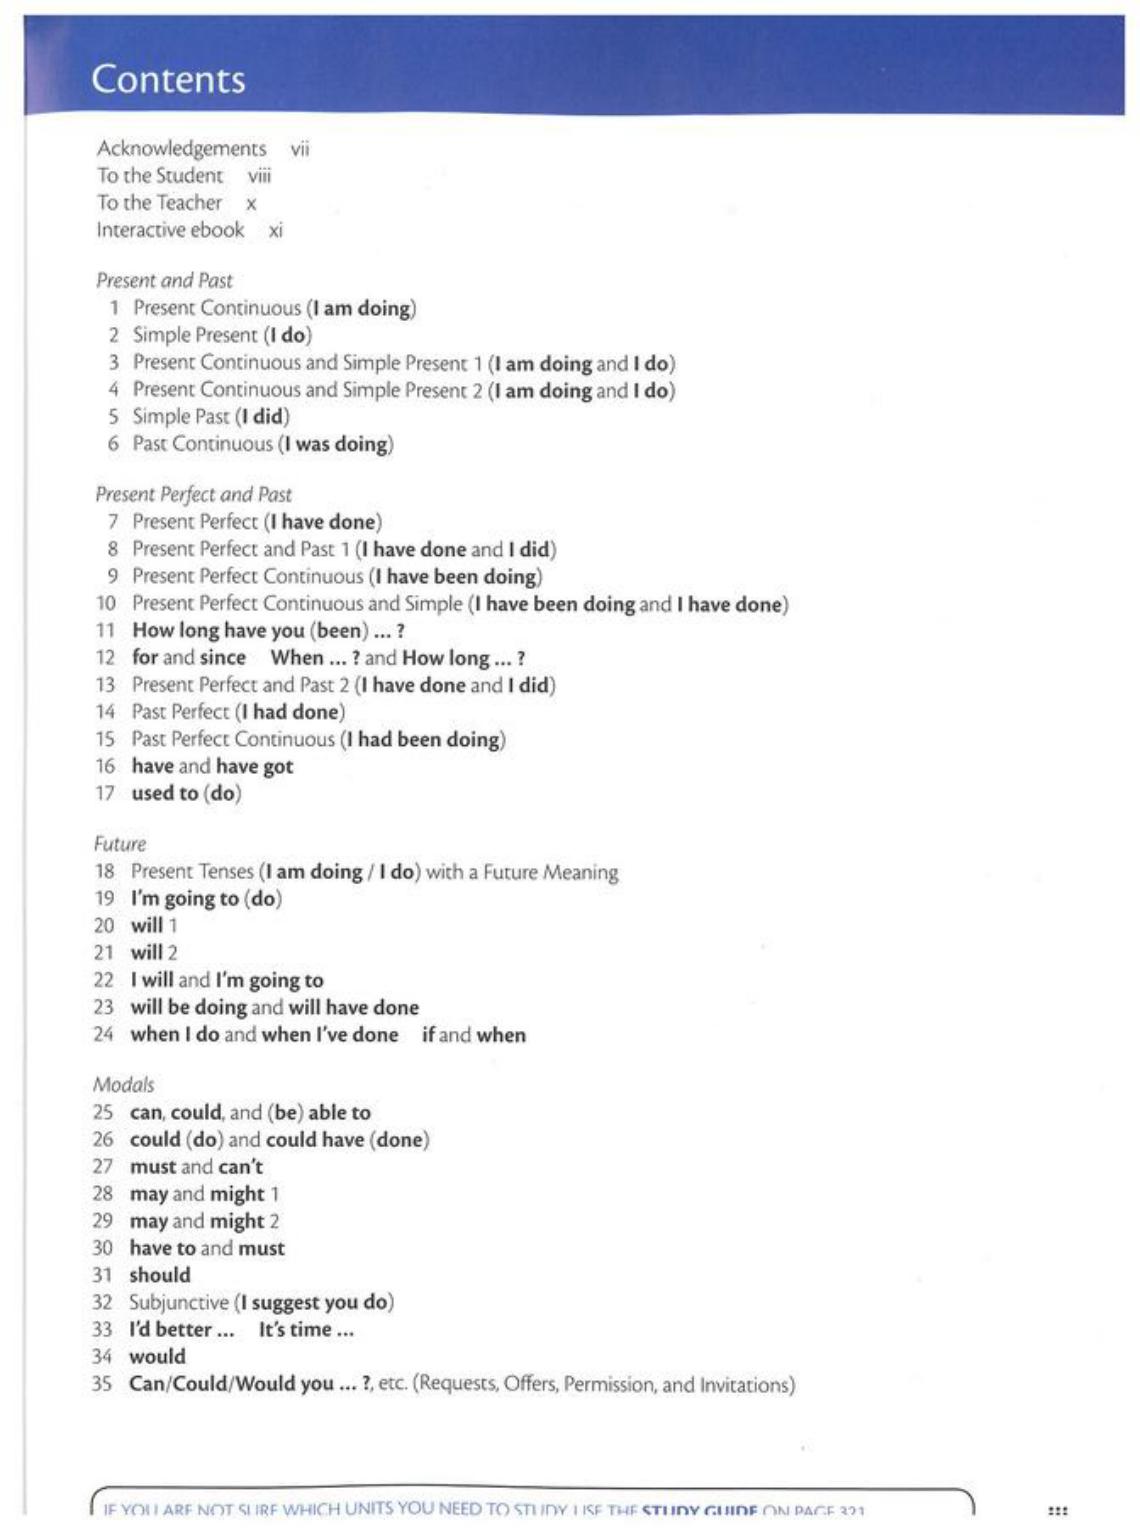 Contents
Acknowledgements vii
To the Student viii
To the Teacher x
Interactive ebook xi
Present and Past
1 Present Continuous (I am doing)
2 Simple Present (I do)
3 Present Continuous and Simple Present 1 (I am doing and I do)
4 Present Continuous and Simple Present 2 (I am doing and I do)
5 Simple Past (I did)
6 Past Continuous (I was doing)
Present Perfect and Past
7 Present Perfect (I have done)
8 Present Perfect and Past 1 (I have done and I did)
9 Present Perfect Continuous (I have been doing)
10 Present Perfect Continuous and Simple (I have been doing and I have done)
11 How long have you (been) ... ?
12 for and since When ... ? and How long ... ?
13 Present Perfect and Past 2 (I have done and I did)
14 Past Perfect (I had done)
15 Past Perfect Continuous (I had been doing)
16 have and have got
17 used to (do)
Future
18 Present Tenses (I am doing / I do) with a Future Meaning
19 I'm going to (do)
20 will 1
21 will 2
22 I will and I'm going to
23 will be doing and will have done
24 when I do and when I've done if and when
Modals
25 can, could, and (be) able to
26 could (do) and could have (done)
27 must and can't
28 may and might 1
29 may and might 2
30 have to and must
31 should
32 Subjunctive (I suggest you do)
33 I'd better ... It's time ...
34 would
35 Can/Could/Would you ... ?, etc. (Requests, Offers, Permission, and Invitations)
IF YOU ARE NOT SURE WHICH UNITS YOU NEED TO STUDY, USE THE STUDY GUIDE ON PAGE 321
iii